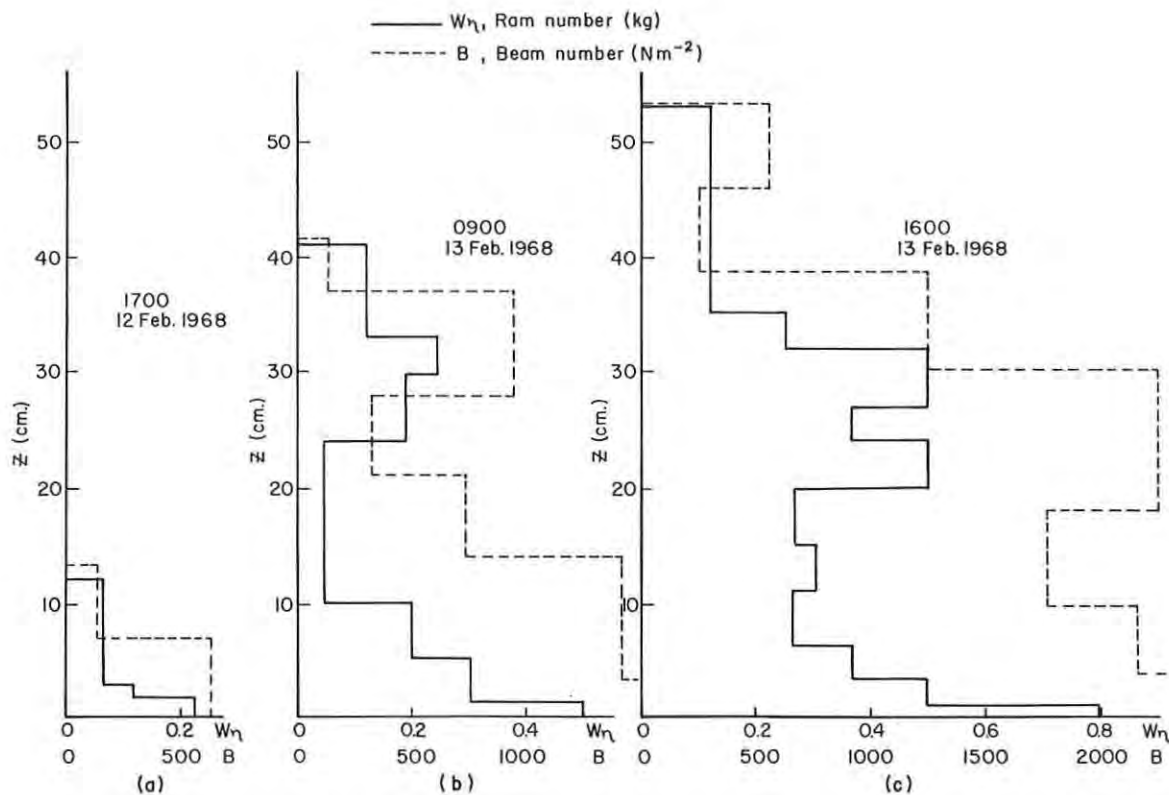 Wη, Ram number (kg)
B , Beam number (Nm⁻²)
50
40
30
20
10
z (cm.)
1700
12 Feb. 1968
0 0.2 Wη
0 500 B
(a)
50
40
30
20
10
z (cm.)
0900
13 Feb. 1968
0 0.2 0.4 Wη
0 500 1000 B
(b)
50
40
30
20
10
z (cm.)
1600
13 Feb. 1968
0 0.2 0.4 0.6 0.8 Wη
0 500 1000 1500 2000 B
(c)